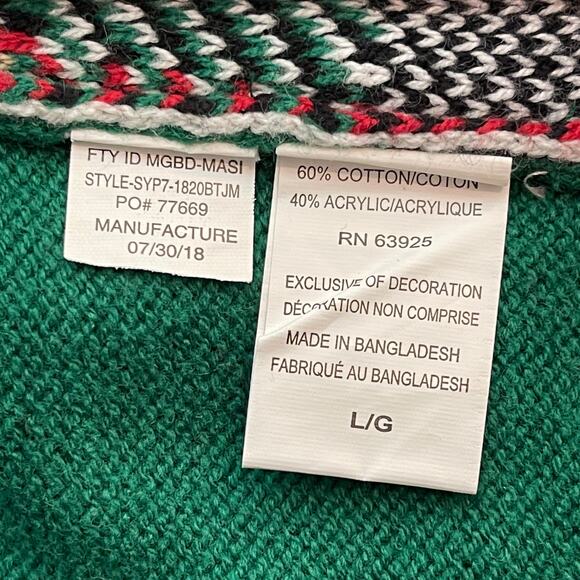 FTY ID MGBD-MASI
STYLE-SYP7-1820BTJM
PO# 77669
MANUFACTURE
07/30/18
60% COTTON/COTON
40% ACRYLIC/ACRYLIQUE
RN 63925
EXCLUSIVE OF DECORATION
DÉCORATION NON COMPRISE
MADE IN BANGLADESH
FABRIQUÉ AU BANGLADESH
L/G